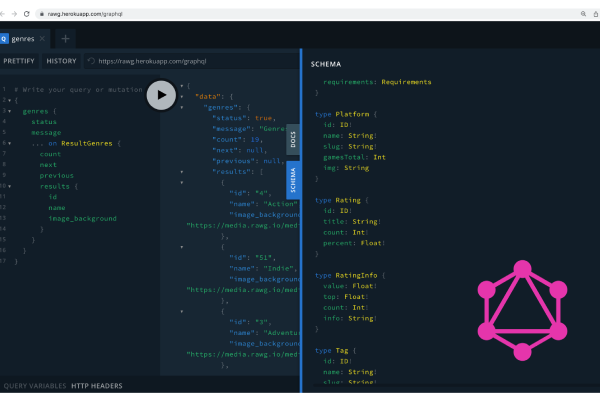 rawg.herokuapp.com/graphql
Q genres × +
PRETTIFY HISTORY https://rawg.herokuapp.com/graphql
1 # Write your query or mutation
2 {
3 genres {
4 status
5 message
6 ... on ResultGenres {
7 count
8 next
9 previous
10 results {
11 id
12 name
13 image_background
14 }
15 }
16 }
17 }
QUERY VARIABLES HTTP HEADERS
{
"data": {
"genres": {
"status": true,
"message": "Genre
"count": 19,
"next": null,
"previous": null,
"results": [
{
"id": "4",
"name": "Action"
"image_background
"https://media.rawg.io/med
},
{
"id": "51",
"name": "Indie",
"image_background
"https://media.rawg.io/med
},
{
"id": "3",
"name": "Adventu
"image_background
"https://media.rawg.io/med
},
DOCS
SCHEMA
SCHEMA
requirements: Requirements
}
type Platform {
id: ID!
name: String!
slug: String!
gamesTotal: Int
img: String
}
type Rating {
id: ID!
title: String!
count: Int!
percent: Float!
}
type RatingInfo {
value: Float!
top: Float!
count: Int!
info: String!
}
type Tag {
id: ID!
name: String!
slug: String!